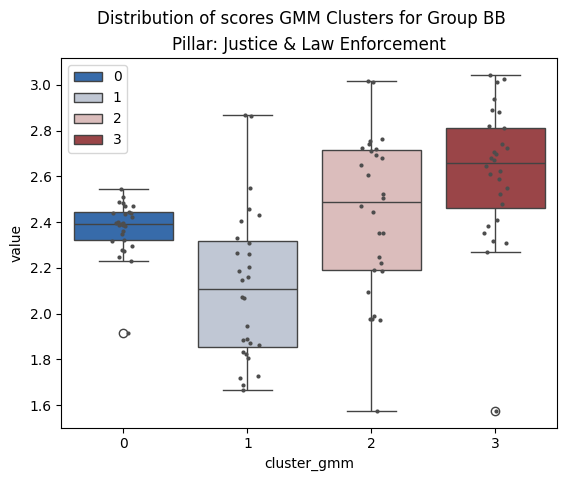 Distribution of scores GMM Clusters for Group BB
Pillar: Justice & Law Enforcement
0
1
2
3
3.0
2.8
2.6
2.4
2.2
2.0
1.8
1.6
value
0 1 2 3
cluster_gmm